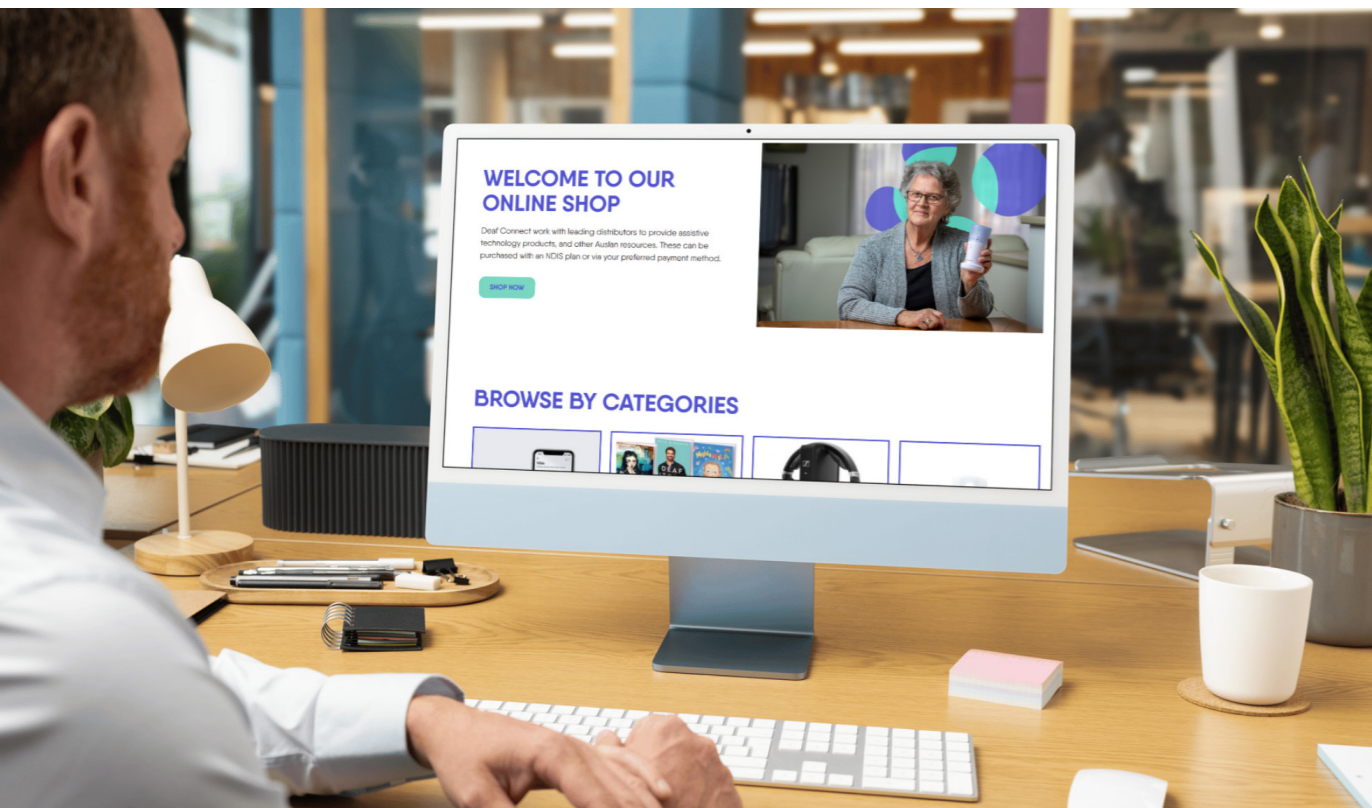 WELCOME TO OUR
ONLINE SHOP
Deaf Connect work with leading distributors to provide assistive
technology products, and other Auslan resources. These can be
purchased with an NDIS plan or via your preferred payment method.
SHOP NOW
BROWSE BY CATEGORIES
DEAF